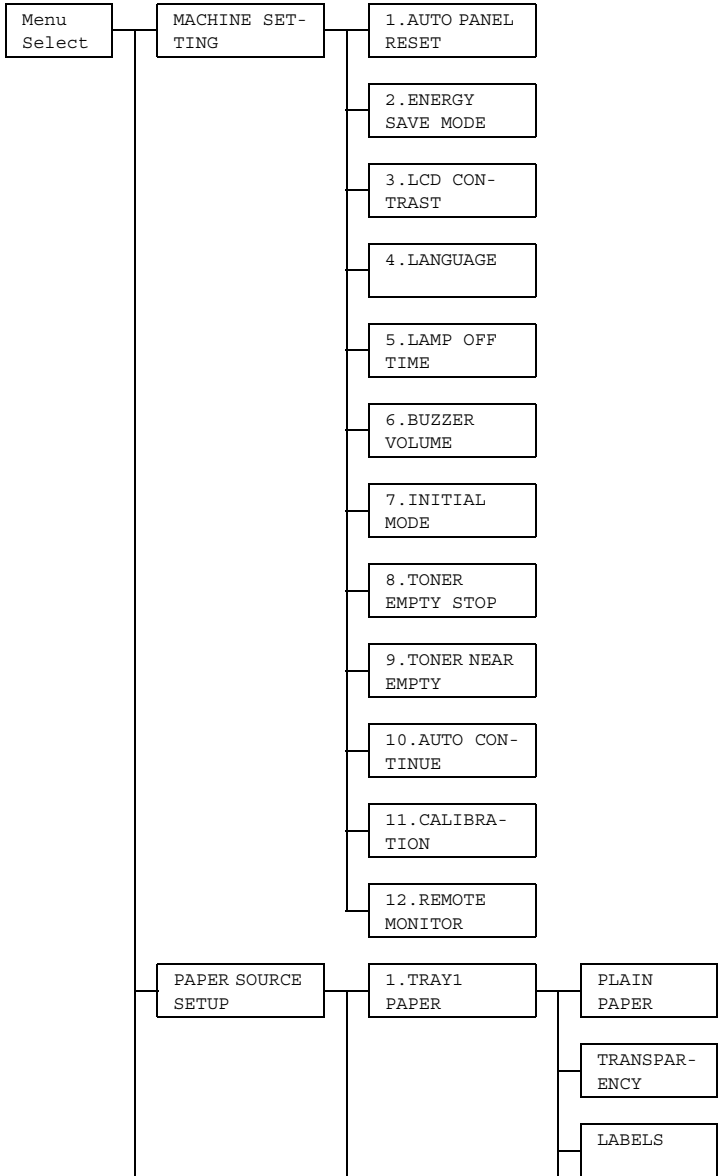 Menu
Select
MACHINE SET-
TING
1.AUTO PANEL
RESET
2.ENERGY
SAVE MODE
3.LCD CON-
TRAST
4.LANGUAGE
5.LAMP OFF
TIME
6.BUZZER
VOLUME
7.INITIAL
MODE
8.TONER
EMPTY STOP
9.TONER NEAR
EMPTY
10.AUTO CON-
TINUE
11.CALIBRA-
TION
12.REMOTE
MONITOR
PAPER SOURCE
SETUP
1.TRAY1
PAPER
PLAIN
PAPER
TRANSPAR-
ENCY
LABELS